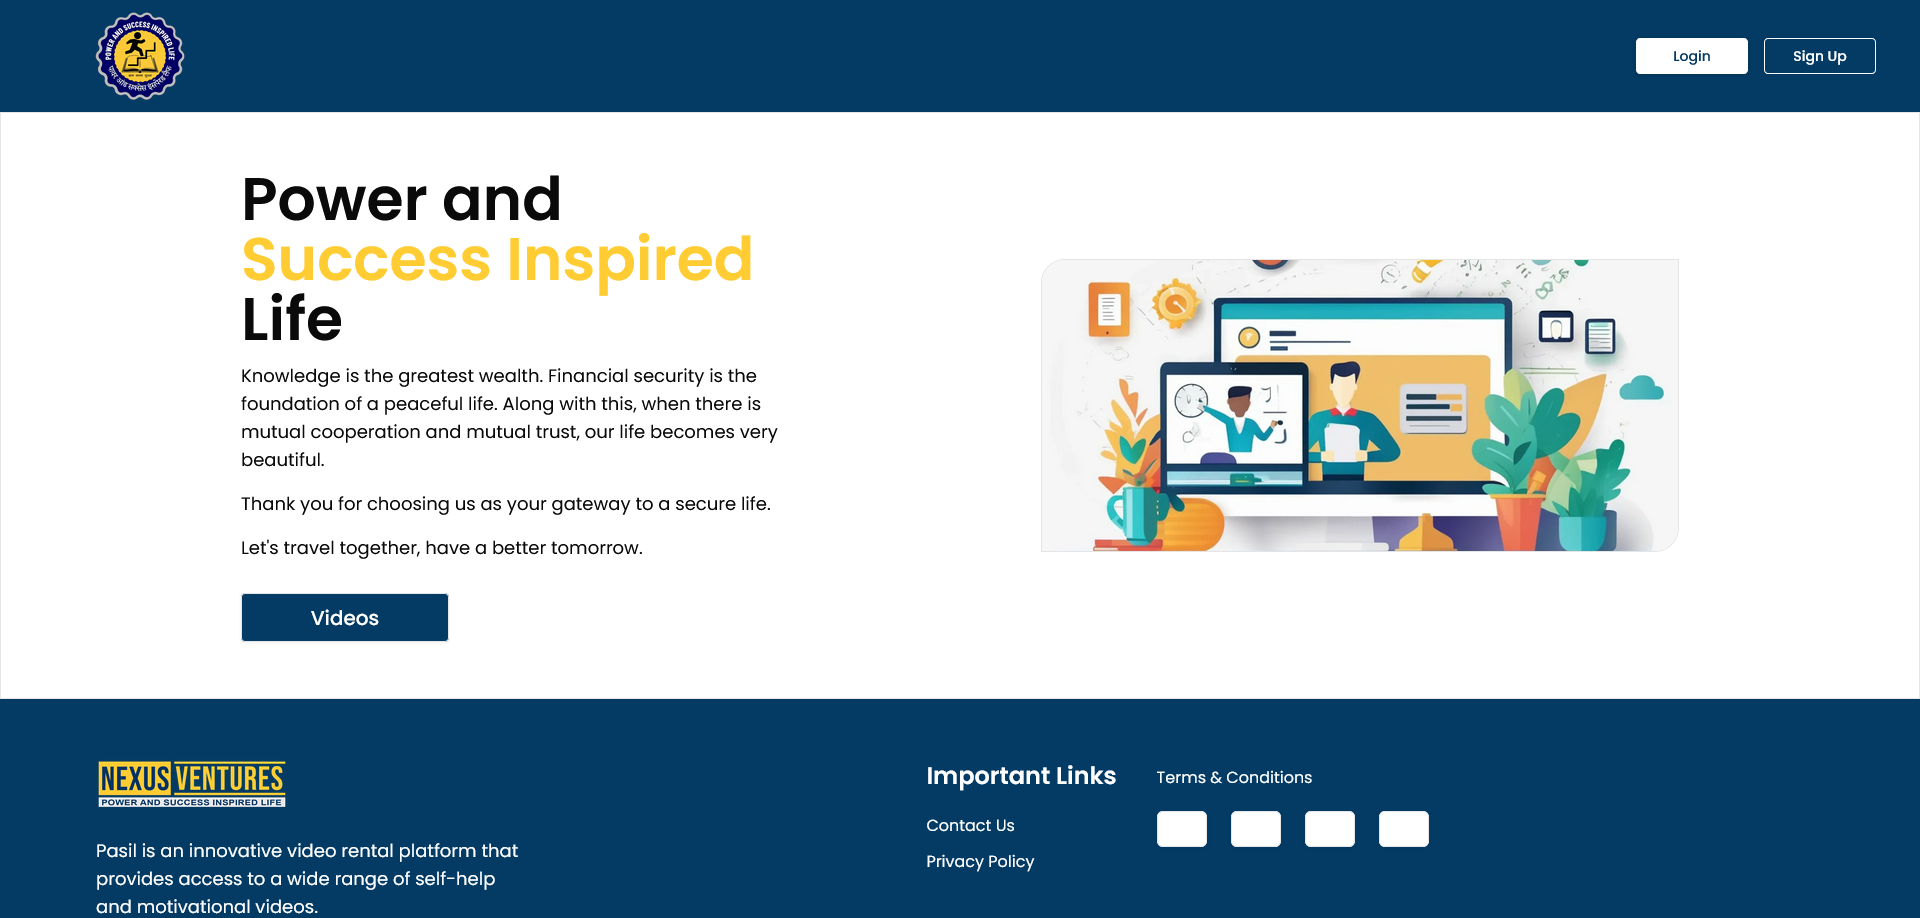 POWER AND SUCCESS INSPIRED LIFE
पावर अँड सक्सेस इंस्पिरेड लेफ
Login
Sign Up
Power and
Success Inspired
Life
Knowledge is the greatest wealth. Financial security is the
foundation of a peaceful life. Along with this, when there is
mutual cooperation and mutual trust, our life becomes very
beautiful.
Thank you for choosing us as your gateway to a secure life.
Let's travel together, have a better tomorrow.
Videos
NEXUS VENTURES
POWER AND SUCCESS INSPIRED LIFE
Pasil is an innovative video rental platform that
provides access to a wide range of self-help
and motivational videos.
Important Links
Contact Us
Privacy Policy
Terms & Conditions